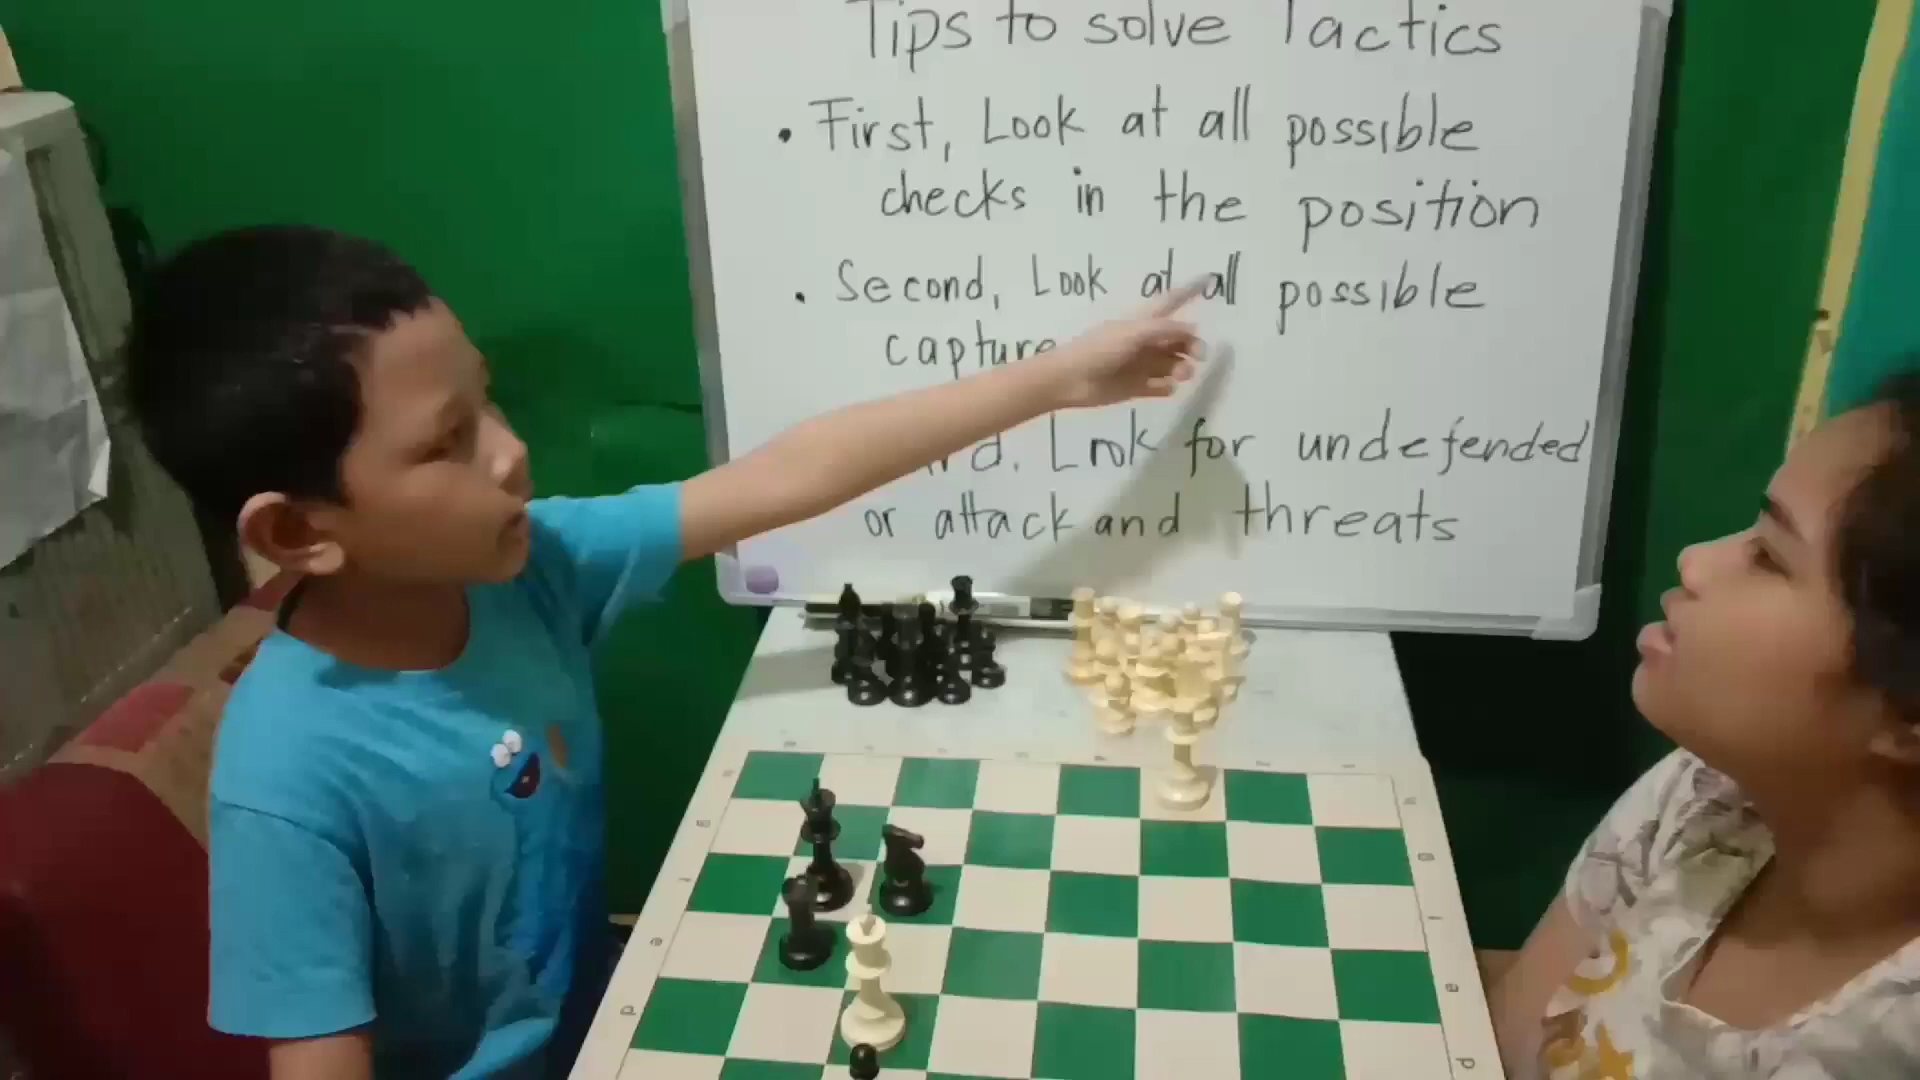 Tips to solve Tactics
• First, Look at all possible
checks in the position
• Second, Look at all possible
capture
Look for undefended
or attack and threats
h
g
g
f
f
e
e
d
d